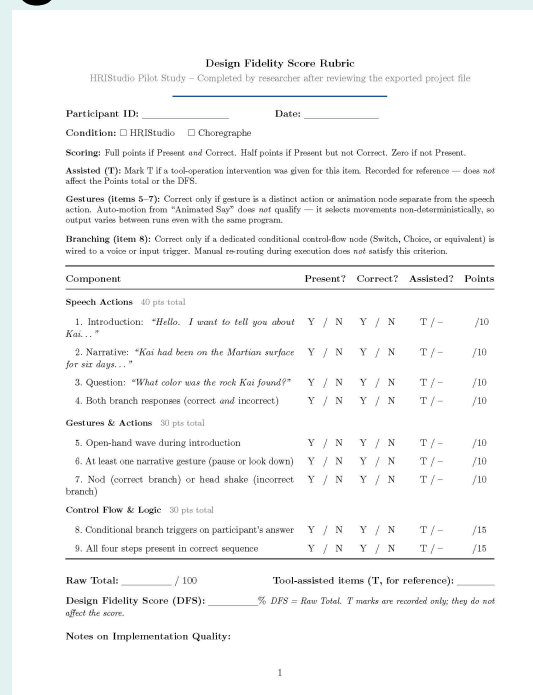 Design Fidelity Score Rubric
HRIStudio Pilot Study – Completed by researcher after reviewing the exported project file
Participant ID: ________________ Date: ________________
Condition: ☐ HRIStudio ☐ Choregraphe
Scoring: Full points if Present and Correct. Half points if Present but not Correct. Zero if not Present.
Assisted (T): Mark T if a tool-operation intervention was given for this item. Recorded for reference — does not
affect the Points total or the DFS.
Gestures (items 5–7): Correct only if gesture is a distinct action or animation node separate from the speech
action. Auto-motion from “Animated Say” does not qualify — it selects movements non-deterministically, so
output varies between runs even with the same program.
Branching (item 8): Correct only if a dedicated conditional control-flow node (Switch, Choice, or equivalent) is
wired to a voice or input trigger. Manual re-routing during execution does not satisfy this criterion.
Component Present? Correct? Assisted? Points
Speech Actions 40 pts total
1. Introduction: “Hello. I want to tell you about Y / N Y / N T / – /10
Kai...”
2. Narrative: “Kai had been on the Martian surface Y / N Y / N T / – /10
for six days...”
3. Question: “What color was the rock Kai found?” Y / N Y / N T / – /10
4. Both branch responses (correct and incorrect) Y / N Y / N T / – /10
Gestures & Actions 30 pts total
5. Open-hand wave during introduction Y / N Y / N T / – /10
6. At least one narrative gesture (pause or look down) Y / N Y / N T / – /10
7. Nod (correct branch) or head shake (incorrect Y / N Y / N T / – /10
branch)
Control Flow & Logic 30 pts total
8. Conditional branch triggers on participant's answer Y / N Y / N T / – /15
9. All four steps present in correct sequence Y / N Y / N T / – /15
Raw Total: _________ / 100 Tool-assisted items (T, for reference): _______
Design Fidelity Score (DFS): _________% DFS = Raw Total. T marks are recorded only; they do not
affect the score.
Notes on Implementation Quality:
1